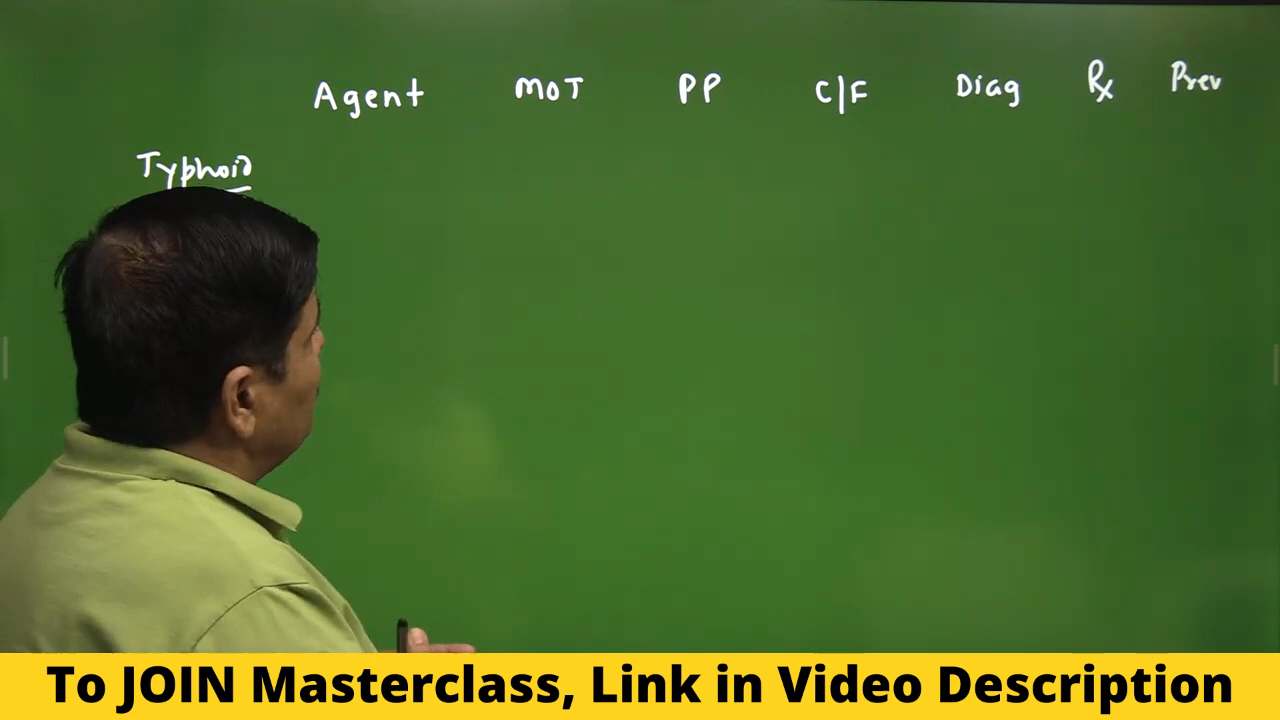 Agent MOT PP C/F Diag Rx Prev
Typhoid
To JOIN Masterclass, Link in Video Description